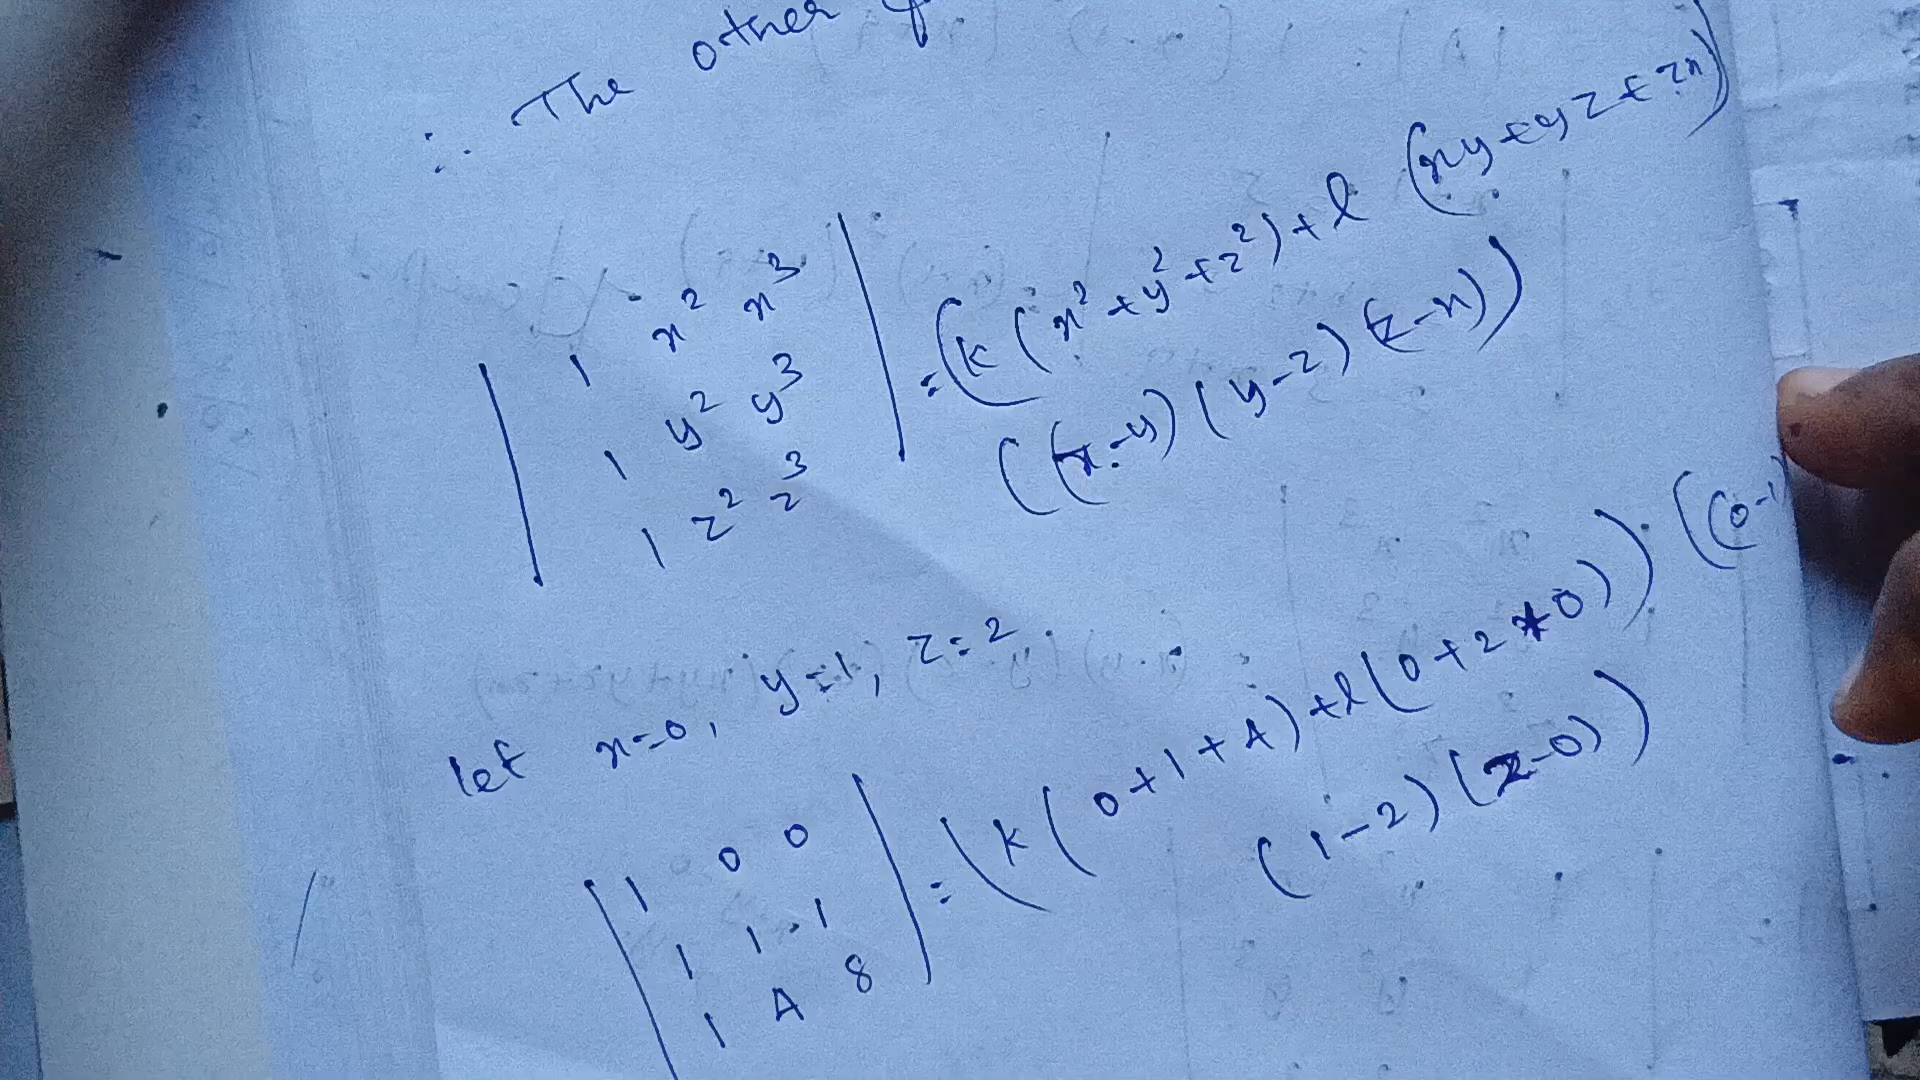 ∴ The other
| 1 x² x³ |
| 1 y² y³ | = (k (x² + y² + z²) + l (xy + yz + zx))
| 1 z² z³ | ((x-y) (y-z) (z-x))
let x=0, y=1, z=2.
| 1 0 0 |
| 1 1 1 | = (k (0+1+4) + l (0+2+0)) . ((0-1
| 1 4 8 | (1-2) (2-0))